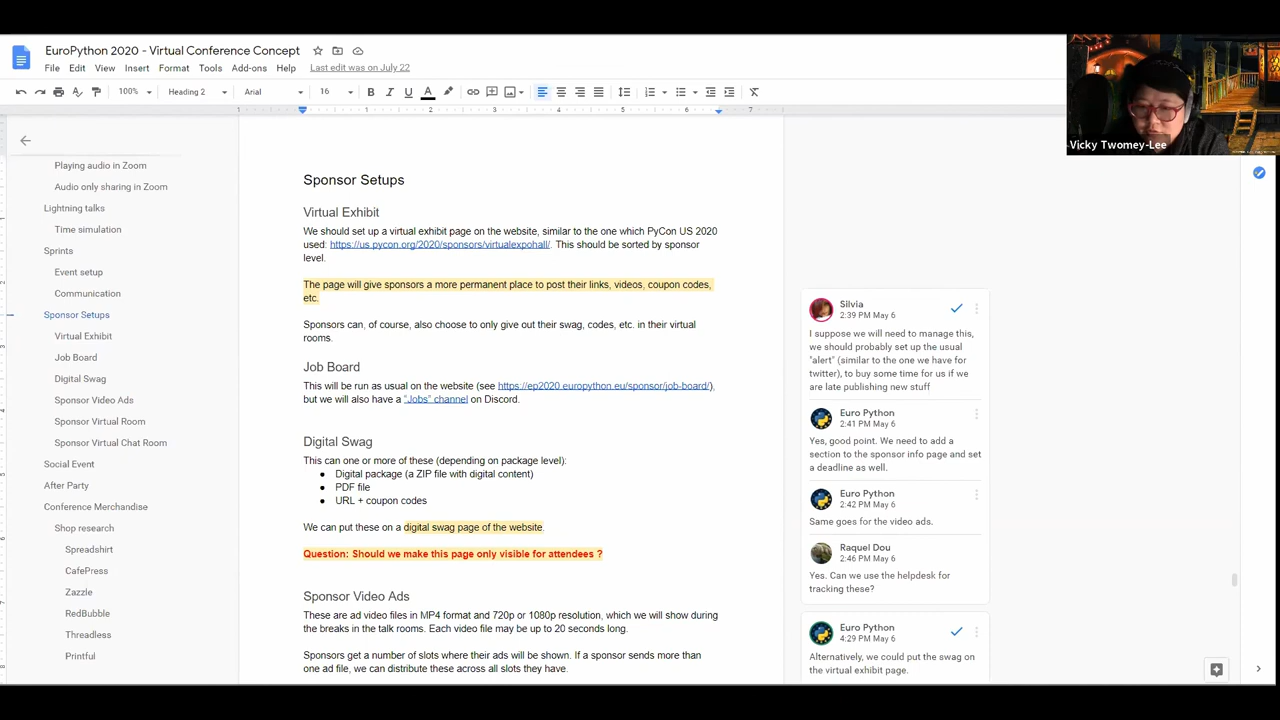 EuroPython 2020 - Virtual Conference Concept
File Edit View Insert Format Tools Add-ons Help Last edit was on July 22
100% Heading 2 Arial 16 B I U A
1 1 2 3 4 5 6 7
Vicky Twomey-Lee
Playing audio in Zoom
Audio only sharing in Zoom
Lightning talks
Time simulation
Sprints
Event setup
Communication
Sponsor Setups
Virtual Exhibit
Job Board
Digital Swag
Sponsor Video Ads
Sponsor Virtual Room
Sponsor Virtual Chat Room
Social Event
After Party
Conference Merchandise
Shop research
Spreadshirt
CafePress
Zazzle
RedBubble
Threadless
Printful
Sponsor Setups
Virtual Exhibit
We should set up a virtual exhibit page on the website, similar to the one which PyCon US 2020
used: https://us.pycon.org/2020/sponsors/virtualexpohall/. This should be sorted by sponsor
level.
The page will give sponsors a more permanent place to post their links, videos, coupon codes,
etc.
Sponsors can, of course, also choose to only give out their swag, codes, etc. in their virtual
rooms.
Job Board
This will be run as usual on the website (see https://ep2020.europython.eu/sponsor/job-board/),
but we will also have a "Jobs" channel on Discord.
Digital Swag
This can one or more of these (depending on package level):
● Digital package (a ZIP file with digital content)
● PDF file
● URL + coupon codes
We can put these on a digital swag page of the website.
Question: Should we make this page only visible for attendees ?
Sponsor Video Ads
These are ad video files in MP4 format and 720p or 1080p resolution, which we will show during
the breaks in the talk rooms. Each video file may be up to 20 seconds long.
Sponsors get a number of slots where their ads will be shown. If a sponsor sends more than
one ad file, we can distribute these across all slots they have.
Silvia
2:39 PM May 6
I suppose we will need to manage this,
we should probably set up the usual
"alert" (similar to the one we have for
twitter), to buy some time for us if we
are late publishing new stuff
Euro Python
2:41 PM May 6
Yes, good point. We need to add a
section to the sponsor info page and set
a deadline as well.
Euro Python
2:42 PM May 6
Same goes for the video ads.
Raquel Dou
2:46 PM May 6
Yes. Can we use the helpdesk for
tracking these?
Euro Python
4:29 PM May 6
Alternatively, we could put the swag on
the virtual exhibit page.